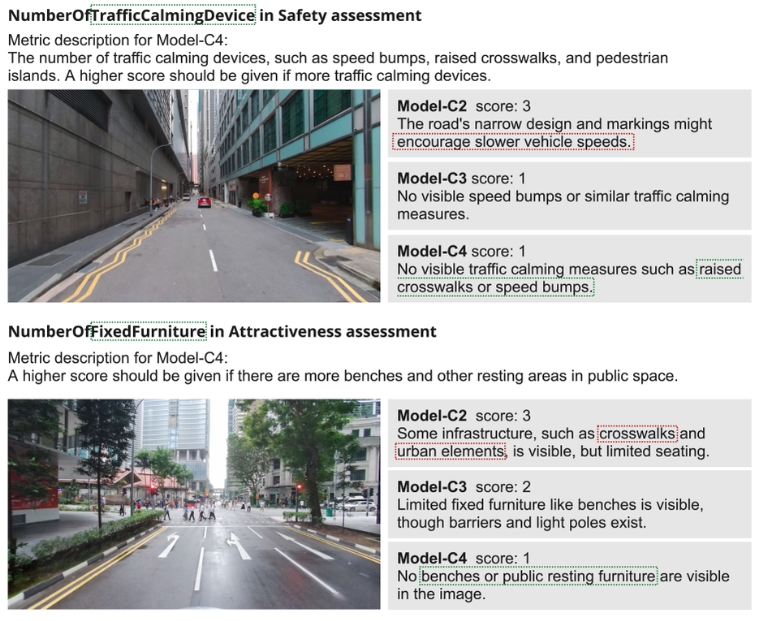 NumberOfTrafficCalmingDevice in Safety assessment
Metric description for Model-C4:
The number of traffic calming devices, such as speed bumps, raised crosswalks, and pedestrian
islands. A higher score should be given if more traffic calming devices.
Model-C2 score: 3
The road's narrow design and markings might
encourage slower vehicle speeds.
Model-C3 score: 1
No visible speed bumps or similar traffic calming
measures.
Model-C4 score: 1
No visible traffic calming measures such as raised
crosswalks or speed bumps.
NumberOfFixedFurniture in Attractiveness assessment
Metric description for Model-C4:
A higher score should be given if there are more benches and other resting areas in public space.
Model-C2 score: 3
Some infrastructure, such as crosswalks and
urban elements, is visible, but limited seating.
Model-C3 score: 2
Limited fixed furniture like benches is visible,
though barriers and light poles exist.
Model-C4 score: 1
No benches or public resting furniture are visible
in the image.